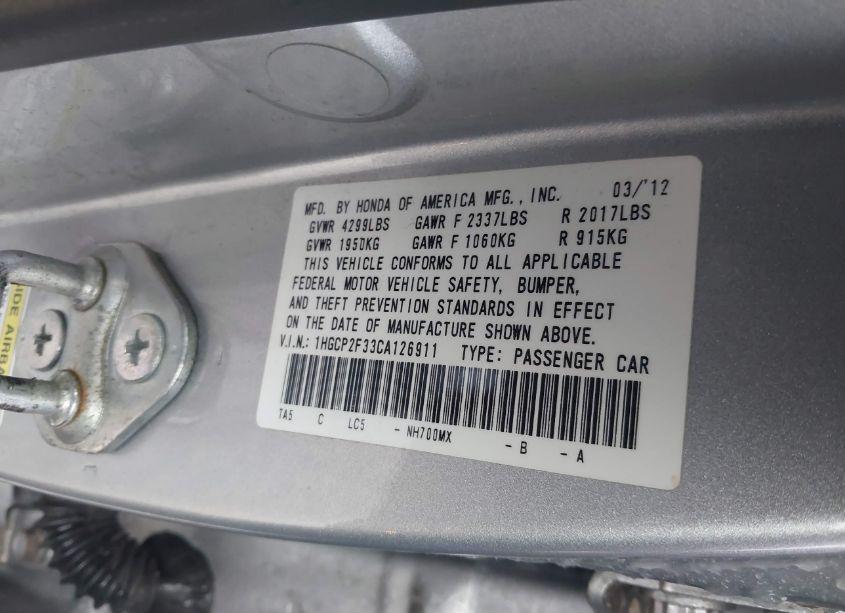 MFD. BY HONDA OF AMERICA MFG., INC. 03/'12
GVWR 4299LBS GAWR F 2337LBS R 2017LBS
GVWR 1950KG GAWR F 1060KG R 915KG
THIS VEHICLE CONFORMS TO ALL APPLICABLE
FEDERAL MOTOR VEHICLE SAFETY, BUMPER,
AND THEFT PREVENTION STANDARDS IN EFFECT
ON THE DATE OF MANUFACTURE SHOWN ABOVE.
V.I.N.: 1HGCP2F33CA126911 TYPE: PASSENGER CAR
TA5 C LC5 - NH700MX - B - A